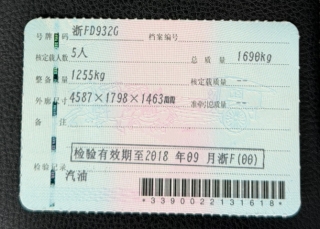 号牌号码 浙FD932G 档案编号
核定载人数 5人 总质量 1690kg
整备质量 1255kg 核定载质量 --
外廓尺寸 4587×1798×1463mm 准牵引总质量 --
备注
检验有效期至2018 年09 月浙F(00)
检验记录
汽油
*3390022131618*